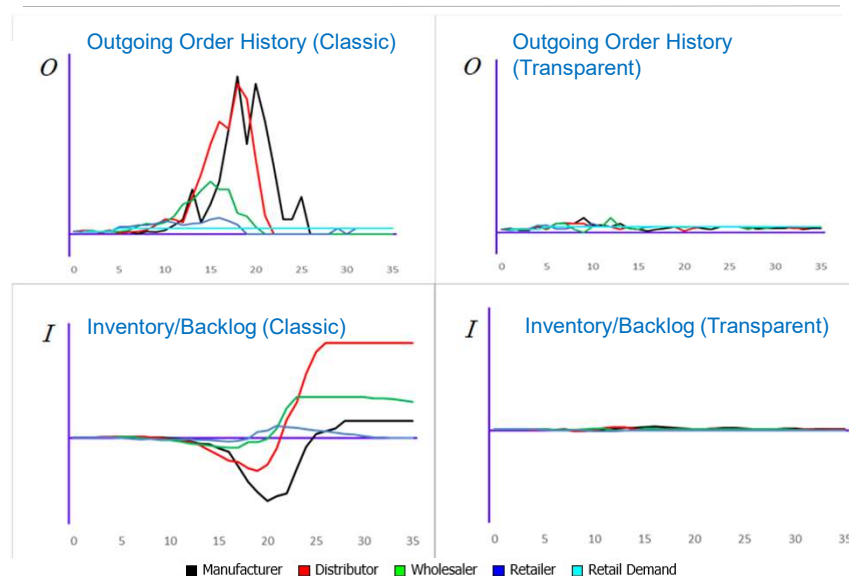 Outgoing Order History (Classic)
O
0 5 10 15 20 25 30 35
Outgoing Order History
(Transparent)
O
0 5 10 15 20 25 30 35
Inventory/Backlog (Classic)
I
0 5 10 15 20 25 30 35
Inventory/Backlog (Transparent)
I
0 5 10 15 20 25 30 35
Manufacturer Distributor Wholesaler Retailer Retail Demand